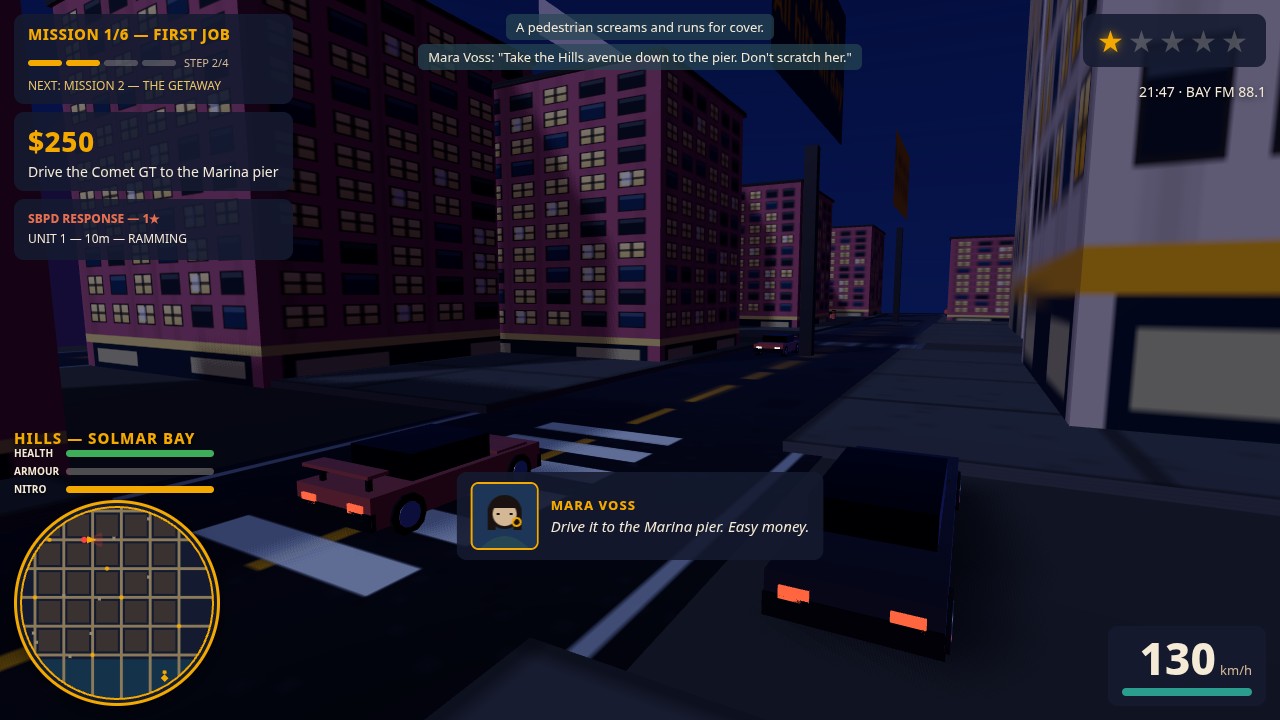 MISSION 1/6 — FIRST JOB
STEP 2/4
NEXT: MISSION 2 — THE GETAWAY
$250
Drive the Comet GT to the Marina pier
SBPD RESPONSE — 1★
UNIT 1 — 10m — RAMMING
A pedestrian screams and runs for cover.
Mara Voss: "Take the Hills avenue down to the pier. Don't scratch her."
21:47 · BAY FM 88.1
HILLS — SOLMAR BAY
HEALTH
ARMOUR
NITRO
MARA VOSS
Drive it to the Marina pier. Easy money.
130 km/h